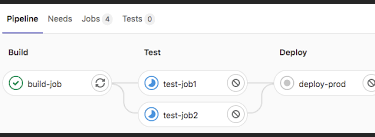 Pipeline Needs Jobs 4 Tests 0
Build Test Deploy
build-job test-job1 deploy-prod
test-job2